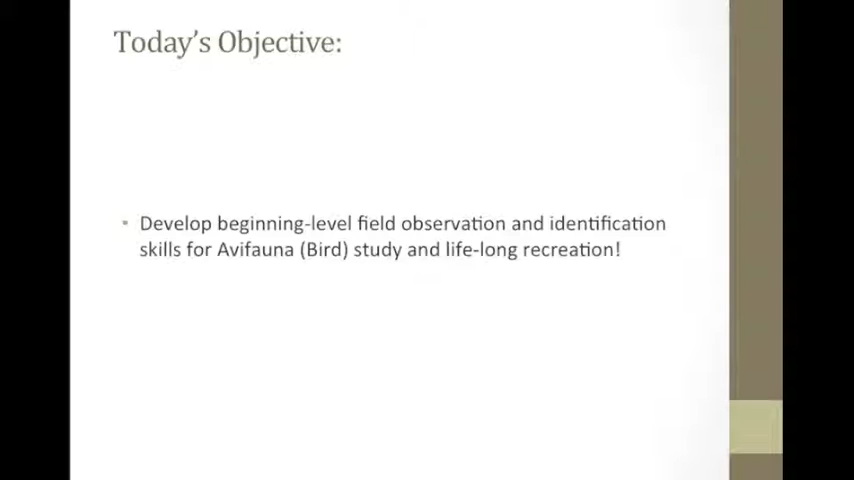 Today's Objective:
• Develop beginning-level field observation and identification
skills for Avifauna (Bird) study and life-long recreation!